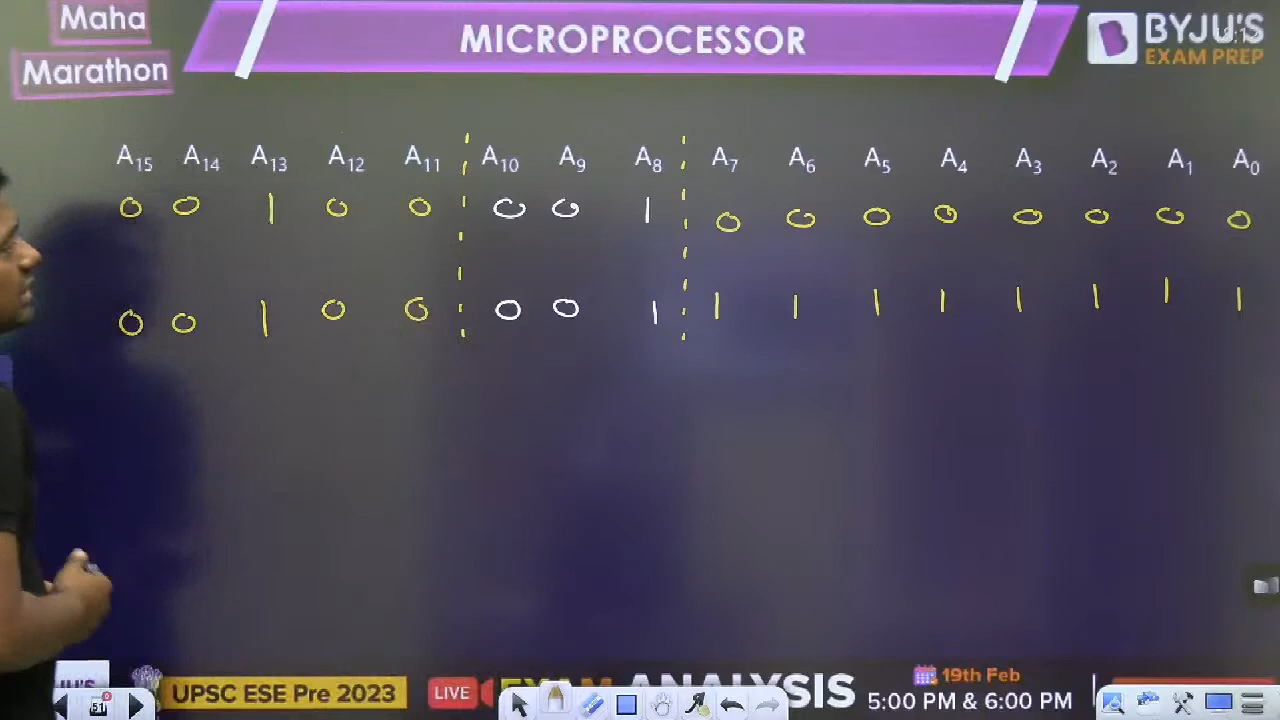 Maha
Marathon
MICROPROCESSOR
BYJU'S
EXAM PREP
A15 A14 A13 A12 A11 A10 A9 A8 A7 A6 A5 A4 A3 A2 A1 A0
0 0 1 0 0 0 0 1 0 0 0 0 0 0 0 0
0 0 1 0 0 0 0 1 1 1 1 1 1 1 1 1
UPSC ESE Pre 2023
LIVE
ANALYSIS
19th Feb
5:00 PM & 6:00 PM
51